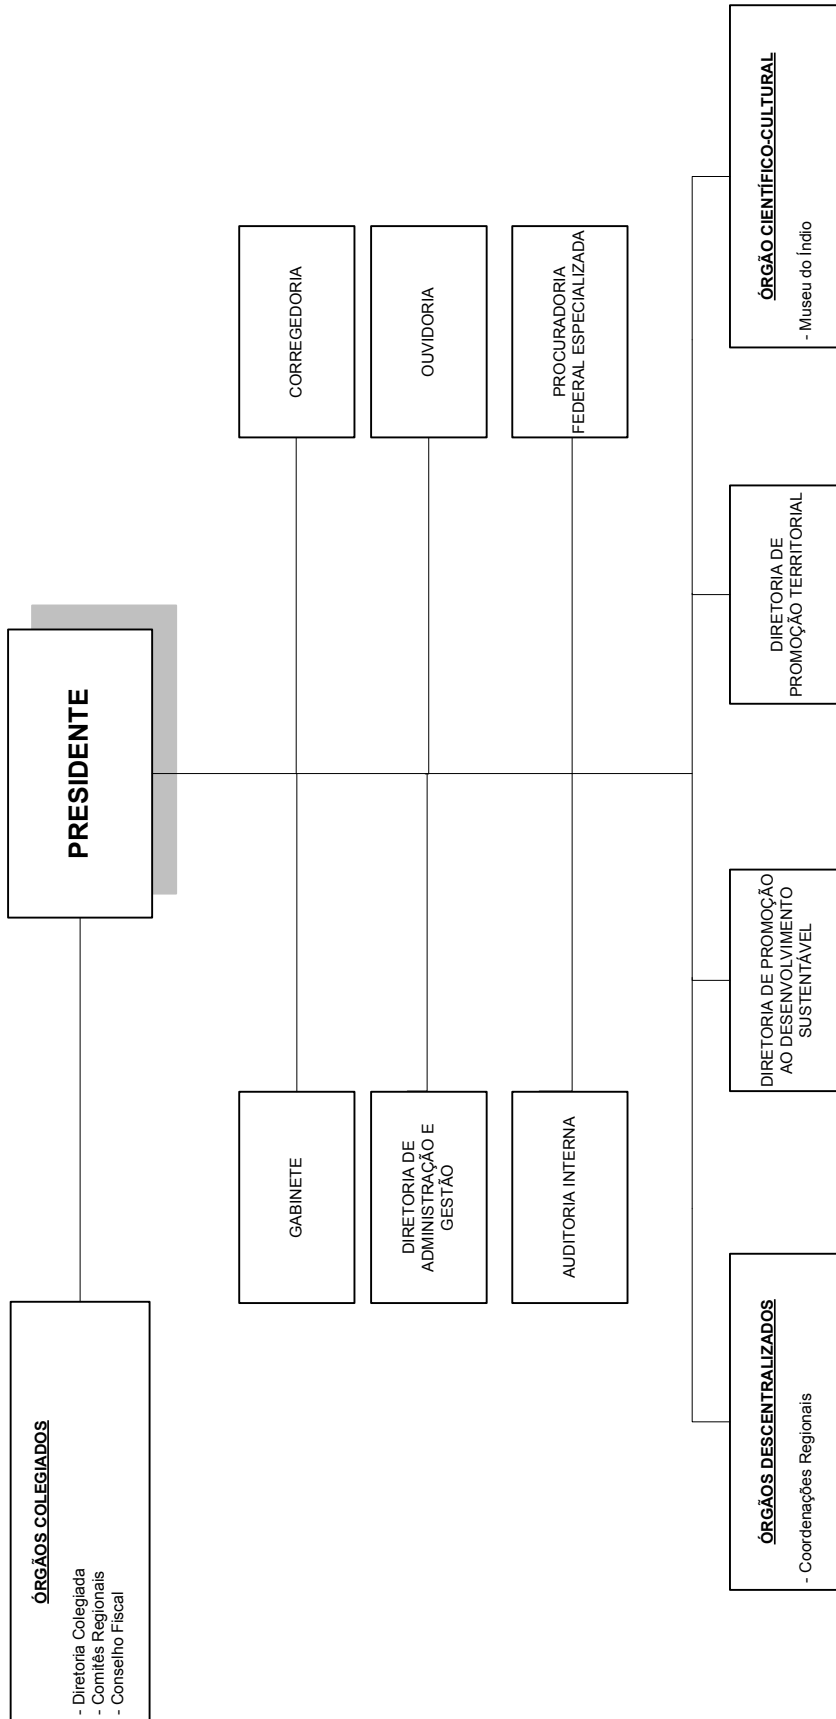 ÓRGÃOS COLEGIADOS
- Diretoria Colegiada
- Comitês Regionais
- Conselho Fiscal
PRESIDENTE
GABINETE
CORREGEDORIA
DIRETORIA DE
ADMINISTRAÇÃO E
GESTÃO
OUVIDORIA
AUDITORIA INTERNA
PROCURADORIA
FEDERAL ESPECIALIZADA
ÓRGÃOS DESCENTRALIZADOS
- Coordenações Regionais
DIRETORIA DE PROMOÇÃO
AO DESENVOLVIMENTO
SUSTENTÁVEL
DIRETORIA DE
PROMOÇÃO TERRITORIAL
ÓRGÃO CIENTÍFICO-CULTURAL
- Museu do Índio